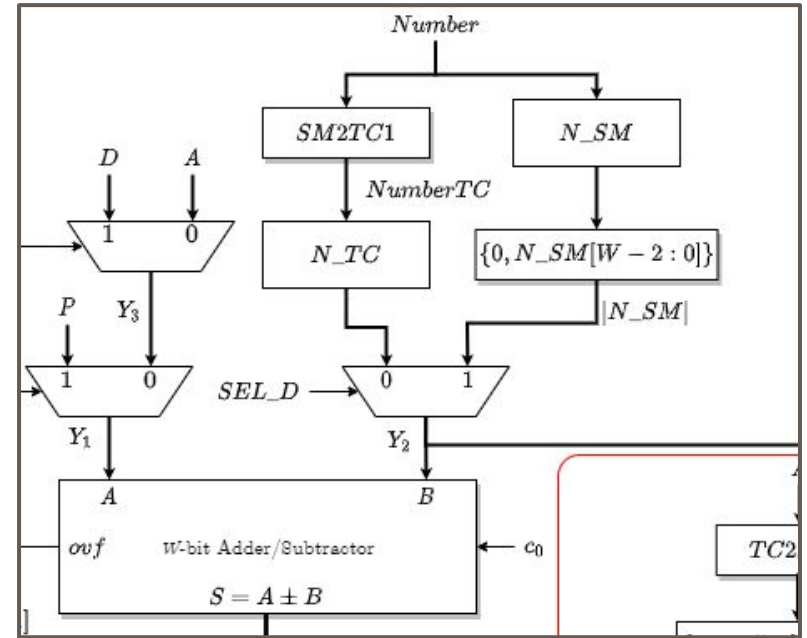 Number
SM2TC1
N_SM
D A
NumberTC
1 0
N_TC
{0, N_SM[W − 2 : 0]}
P
Y₃
|N_SM|
1 0
0 1
SEL_D
Y₁
Y₂
A
B
ovf
W-bit Adder/Subtractor
c₀
TC2
S = A ± B
]